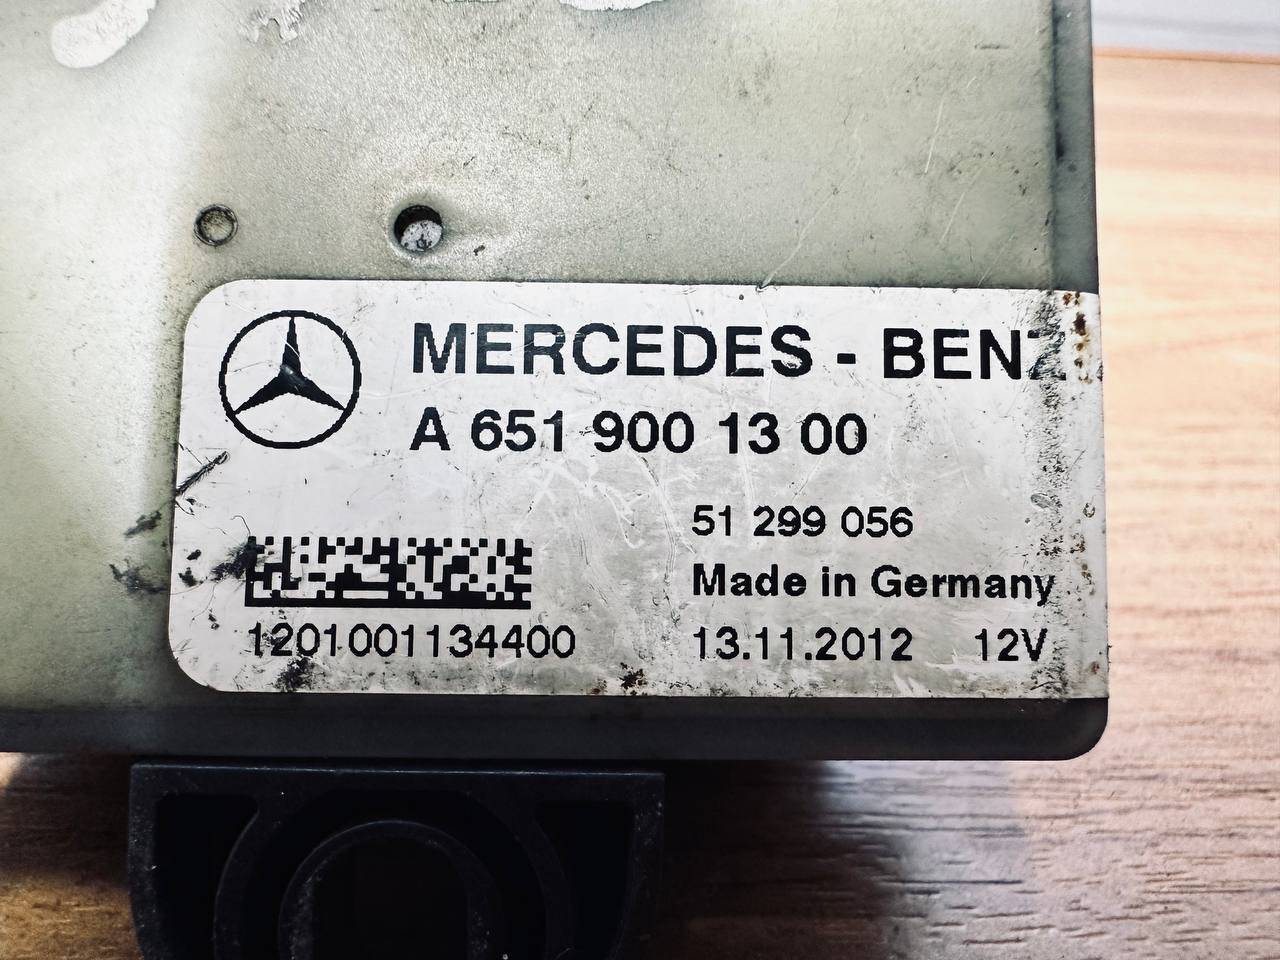 MERCEDES - BENZ
A 651 900 13 00
51 299 056
Made in Germany
1201001134400
13.11.2012 12V